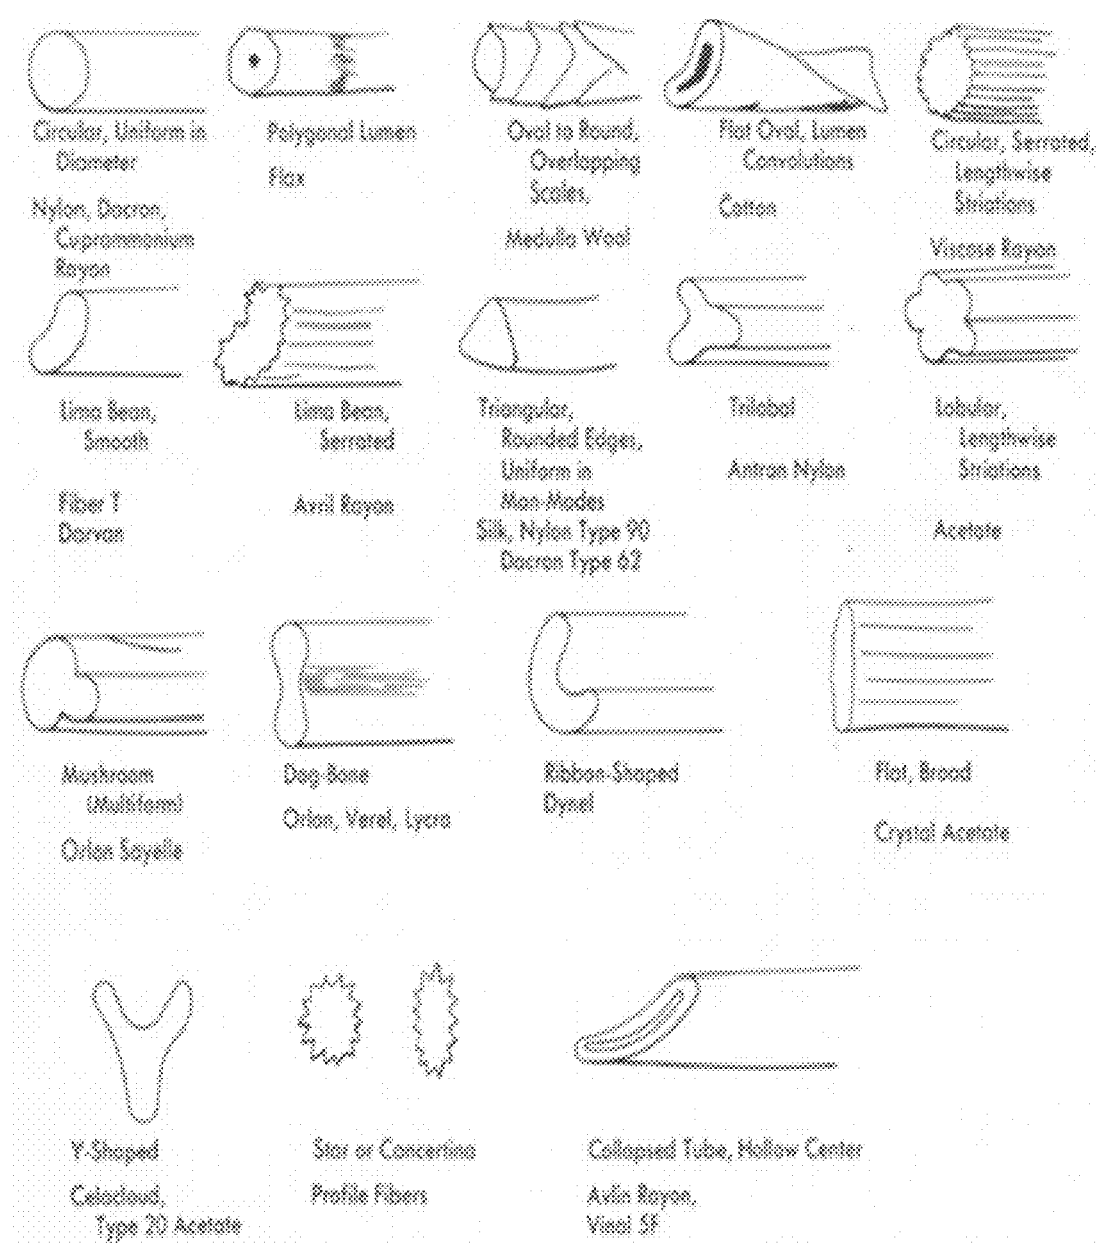 Circular, Uniform in
Diameter
Nylon, Dacron,
Cuprammonium
Rayon
Polygonal Lumen
Flax
Oval to Round,
Overlapping
Scales,
Medulla Wool
Flat Oval, Lumen
Convolutions
Cotton
Circular, Serrated,
Lengthwise
Striations
Viscose Rayon
Lima Bean,
Smooth
Fiber T
Darvan
Lima Bean,
Serrated
Avril Rayon
Triangular,
Rounded Edges,
Uniform in
Man-Mades
Silk, Nylon Type 90
Dacron Type 62
Trilobal
Antron Nylon
Lobular,
Lengthwise
Striations
Acetate
Mushroom
(Multiform)
Orlon Sayelle
Dog-Bone
Orlon, Verel, Lycra
Ribbon-Shaped
Dynel
Flat, Broad
Crystal Acetate
Y-Shaped
Celacloud,
Type 20 Acetate
Star or Concertina
Profile Fibers
Collapsed Tube, Hollow Center
Avlin Rayon,
Vinal 5F